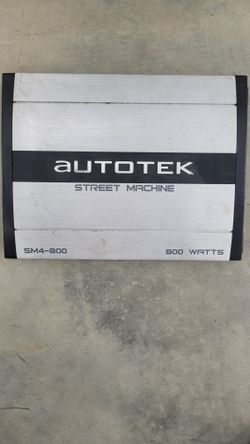 aUTOTEK
STREET MACHINE
SM4-800 800 WATTS